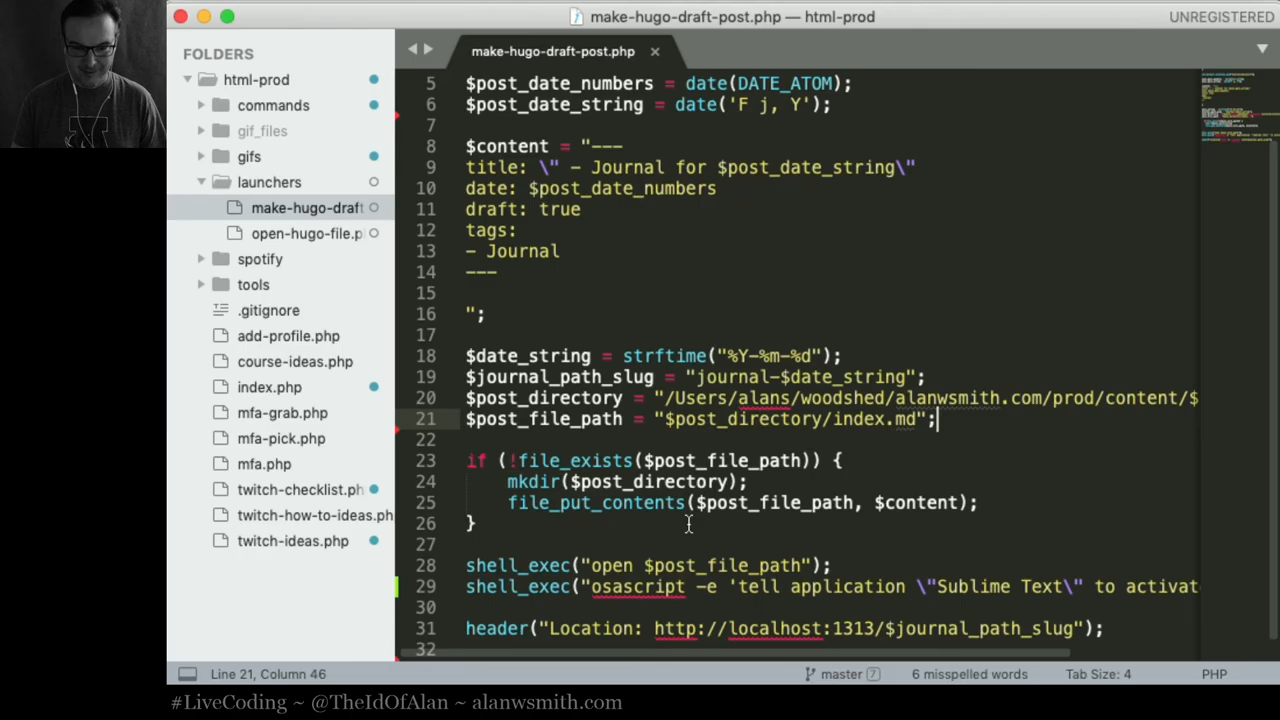 make-hugo-draft-post.php — html-prod
UNREGISTERED
FOLDERS
html-prod
commands
gif_files
gifs
launchers
make-hugo-draft
open-hugo-file.p
spotify
tools
.gitignore
add-profile.php
course-ideas.php
index.php
mfa-grab.php
mfa-pick.php
mfa.php
twitch-checklist.ph
twitch-how-to-ideas.ph
twitch-ideas.php
make-hugo-draft-post.php ×
5 $post_date_numbers = date(DATE_ATOM);
6 $post_date_string = date('F j, Y');
7
8 $content = "---
9 title: \" - Journal for $post_date_string\"
10 date: $post_date_numbers
11 draft: true
12 tags:
13 - Journal
14 ---
15
16 ";
17
18 $date_string = strftime("%Y-%m-%d");
19 $journal_path_slug = "journal-$date_string";
20 $post_directory = "/Users/alans/woodshed/alanwsmith.com/prod/content/$
21 $post_file_path = "$post_directory/index.md";
22
23 if (!file_exists($post_file_path)) {
24 mkdir($post_directory);
25 file_put_contents($post_file_path, $content);
26 }
27
28 shell_exec("open $post_file_path");
29 shell_exec("osascript -e 'tell application \"Sublime Text\" to activat
30
31 header("Location: http://localhost:1313/$journal_path_slug");
32
Line 21, Column 46
master 7
6 misspelled words
Tab Size: 4
PHP
#LiveCoding ~ @TheIdOfAlan ~ alanwsmith.com